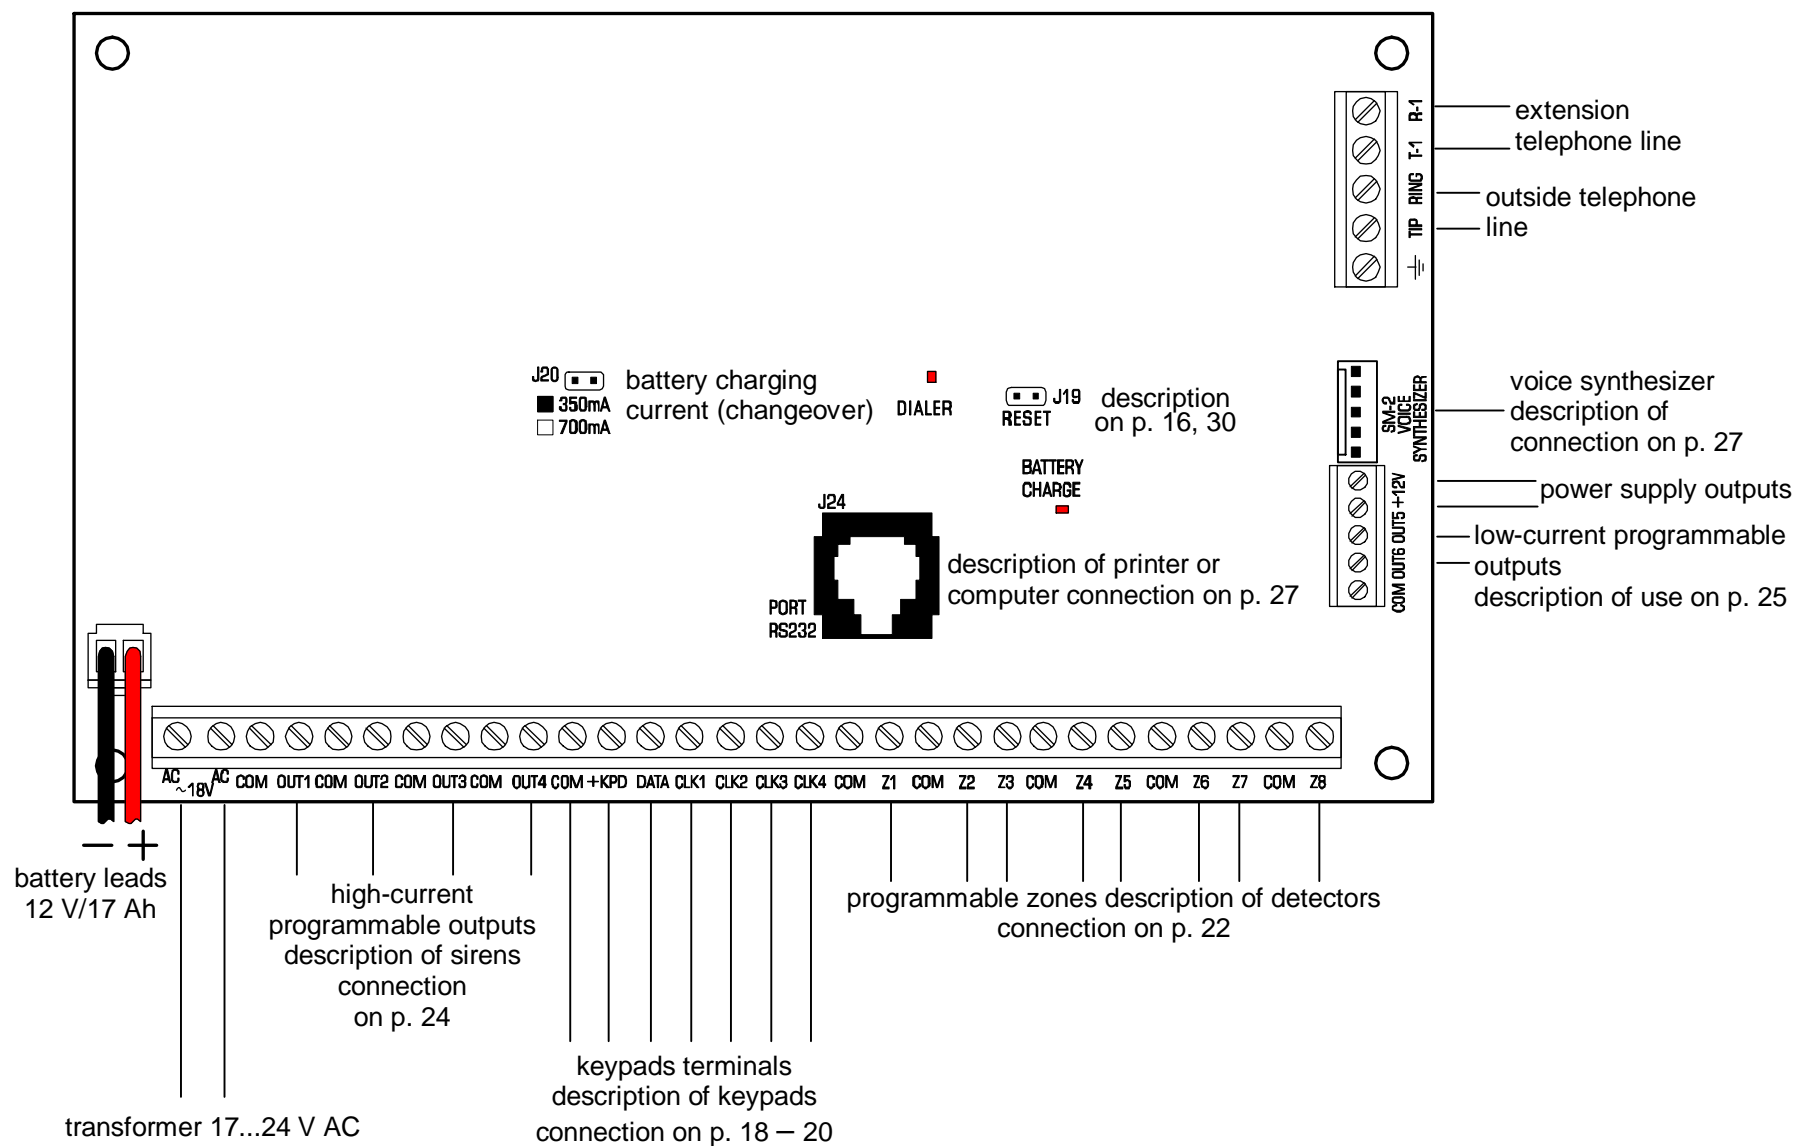 R-1
extension
T-1
telephone line
RING
outside telephone
TIP
line
J20
350mA
700mA
battery charging
current (changeover)
DIALER
J19
RESET
description
on p. 16, 30
SM-2
VOICE
SYNTHESIZER
voice synthesizer
description of
connection on p. 27
BATTERY
CHARGE
J24
PORT
RS232
description of printer or
computer connection on p. 27
COM OUT6 OUT5 +12V
power supply outputs
low-current programmable
outputs
description of use on p. 25
AC ~18V AC COM OUT1 COM OUT2 COM OUT3 COM OUT4 COM +KPD DATA CLK1 CLK2 CLK3 CLK4 COM Z1 COM Z2 Z3 COM Z4 Z5 COM Z6 Z7 COM Z8
− +
battery leads
12 V/17 Ah
high-current
programmable outputs
description of sirens
connection
on p. 24
programmable zones description of detectors
connection on p. 22
keypads terminals
description of keypads
connection on p. 18 – 20
transformer 17...24 V AC